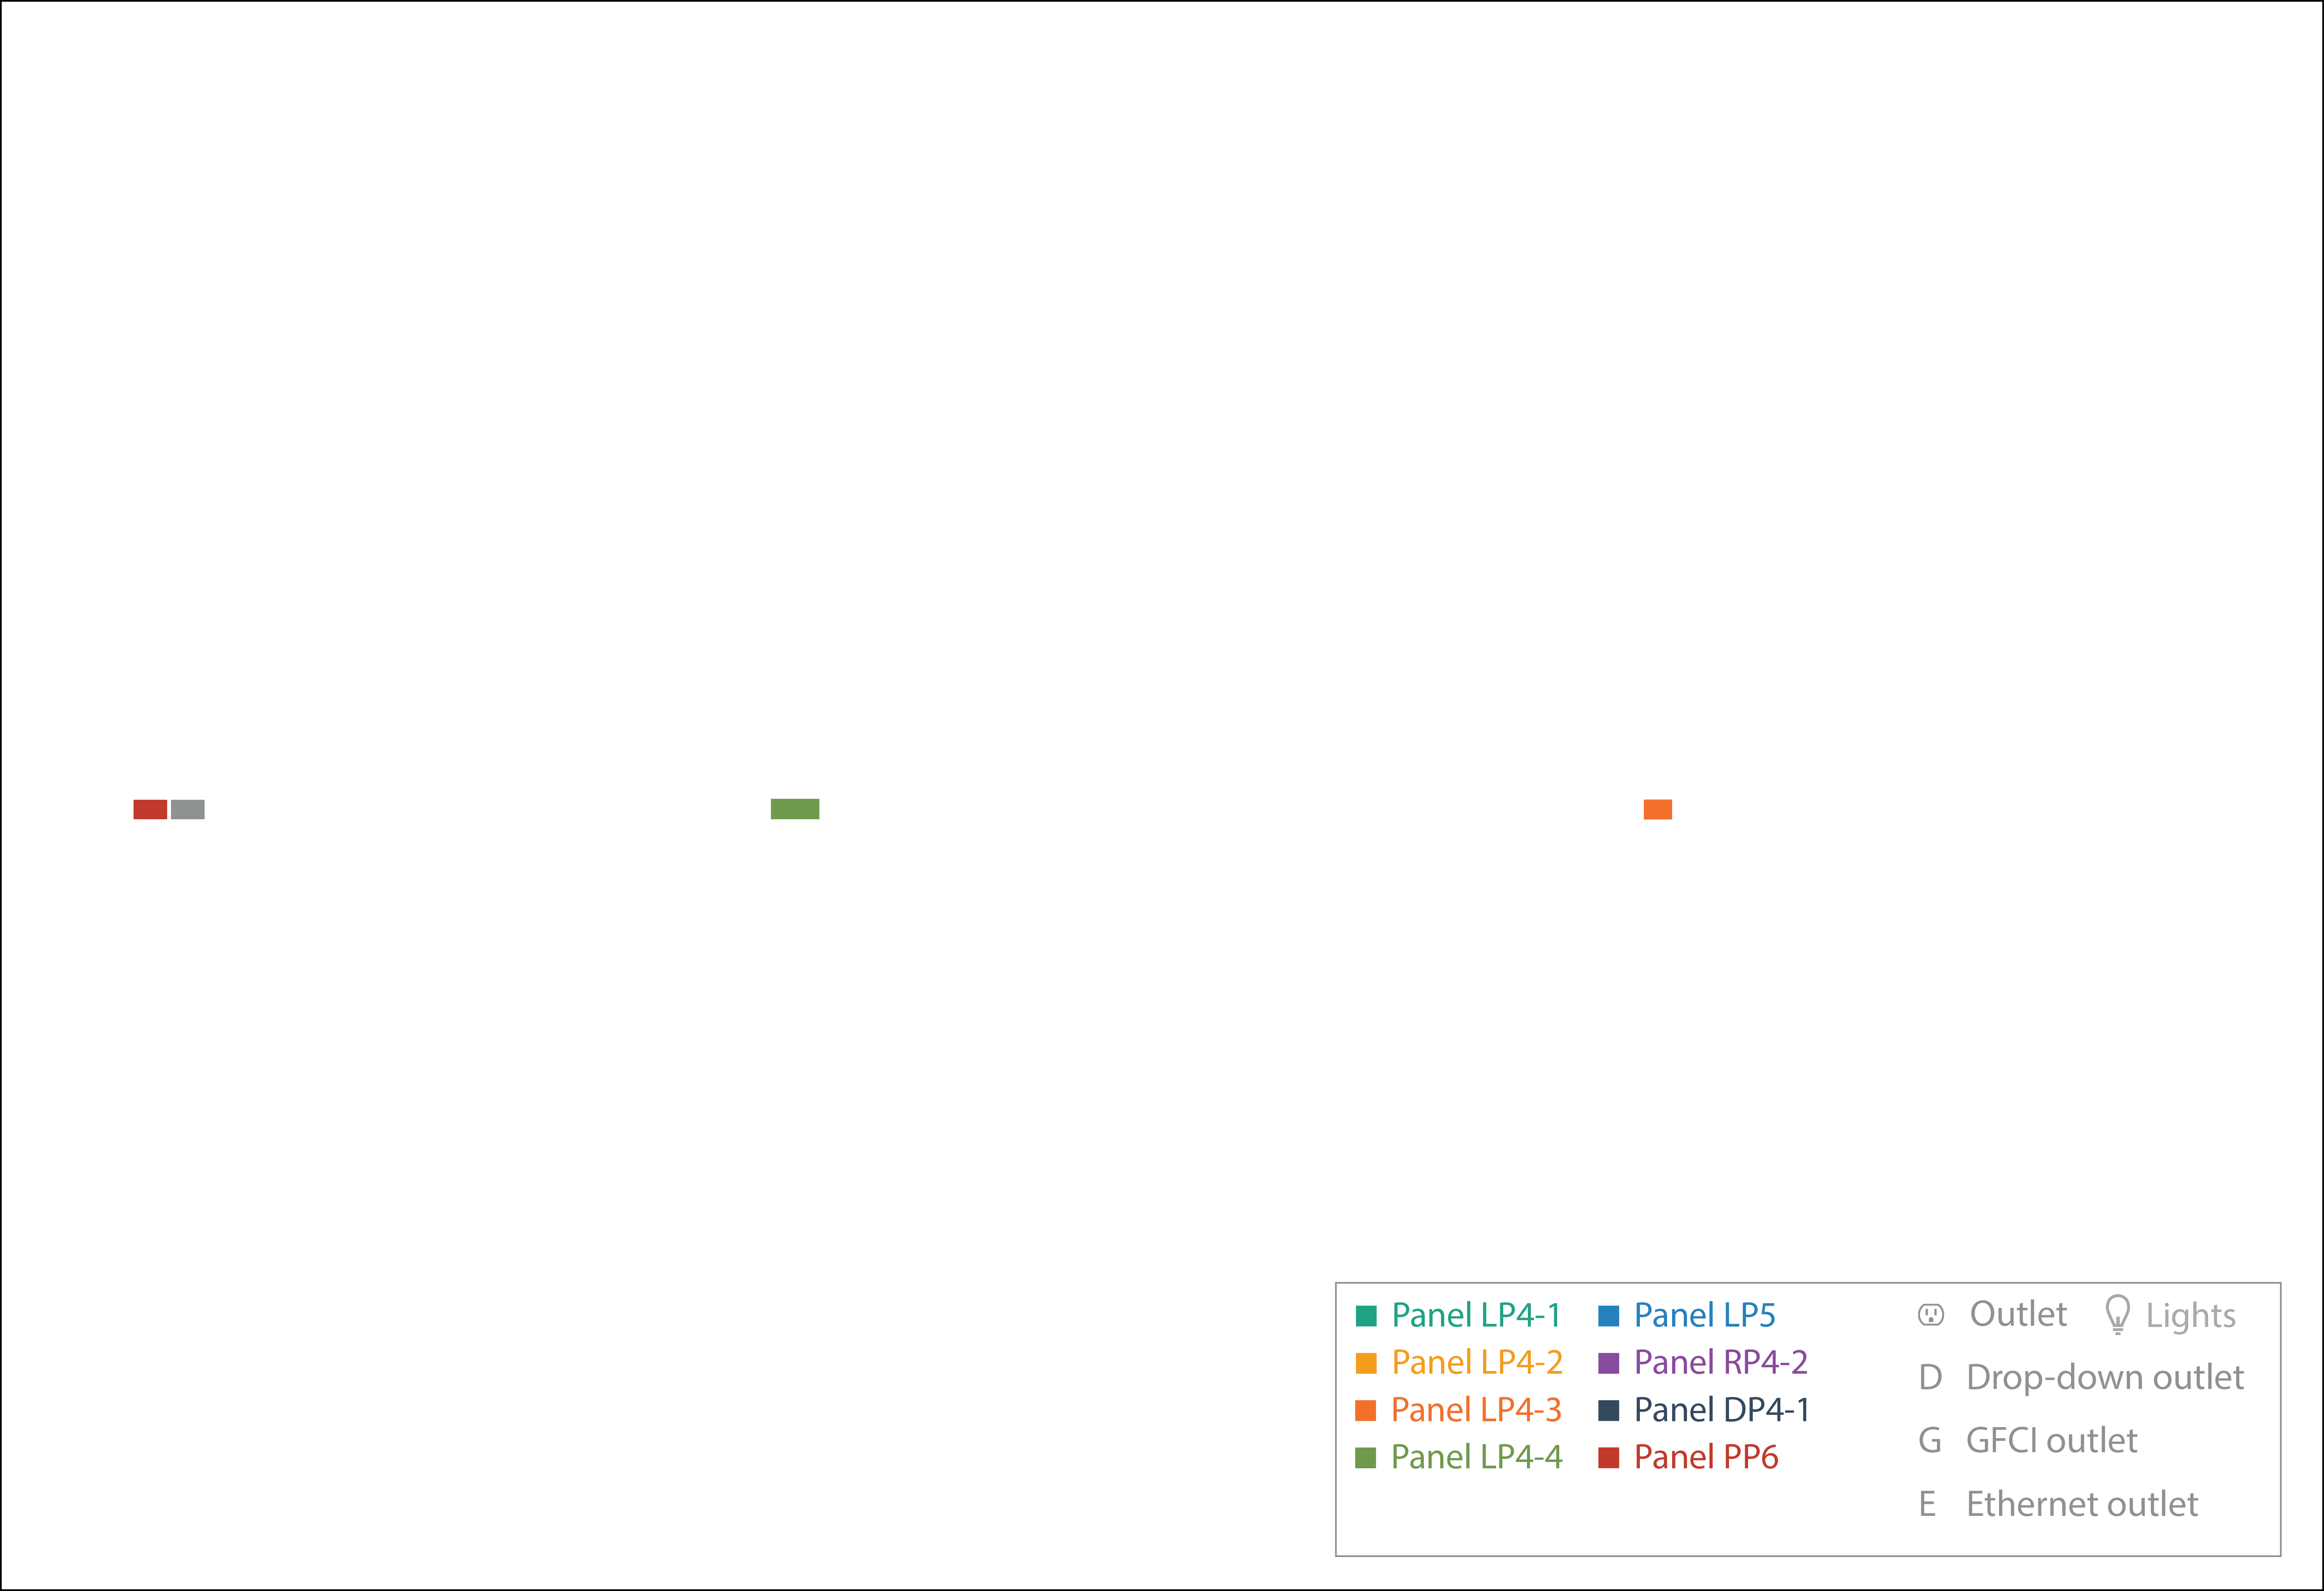 Panel LP4-1
Panel LP4-2
Panel LP4-3
Panel LP4-4
Panel LP5
Panel RP4-2
Panel DP4-1
Panel PP6
Outlet
Lights
D Drop-down outlet
G GFCI outlet
E Ethernet outlet